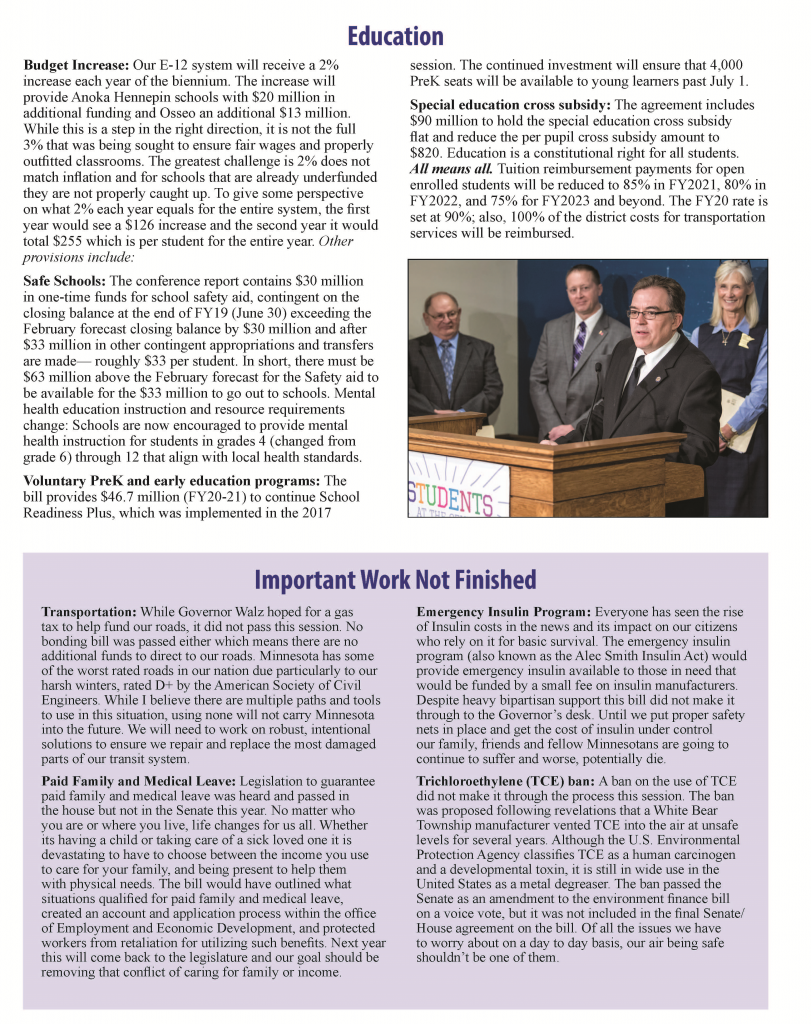 Education
Budget Increase: Our E-12 system will receive a 2%
increase each year of the biennium. The increase will
provide Anoka Hennepin schools with $20 million in
additional funding and Osseo an additional $13 million.
While this is a step in the right direction, it is not the full
3% that was being sought to ensure fair wages and properly
outfitted classrooms. The greatest challenge is 2% does not
match inflation and for schools that are already underfunded
they are not properly caught up. To give some perspective
on what 2% each year equals for the entire system, the first
year would see a $126 increase and the second year it would
total $255 which is per student for the entire year. Other
provisions include:
Safe Schools: The conference report contains $30 million
in one-time funds for school safety aid, contingent on the
closing balance at the end of FY19 (June 30) exceeding the
February forecast closing balance by $30 million and after
$33 million in other contingent appropriations and transfers
are made— roughly $33 per student. In short, there must be
$63 million above the February forecast for the Safety aid to
be available for the $33 million to go out to schools. Mental
health education instruction and resource requirements
change: Schools are now encouraged to provide mental
health instruction for students in grades 4 (changed from
grade 6) through 12 that align with local health standards.
Voluntary PreK and early education programs: The
bill provides $46.7 million (FY20-21) to continue School
Readiness Plus, which was implemented in the 2017
session. The continued investment will ensure that 4,000
PreK seats will be available to young learners past July 1.
Special education cross subsidy: The agreement includes
$90 million to hold the special education cross subsidy
flat and reduce the per pupil cross subsidy amount to
$820. Education is a constitutional right for all students.
All means all. Tuition reimbursement payments for open
enrolled students will be reduced to 85% in FY2021, 80% in
FY2022, and 75% for FY2023 and beyond. The FY20 rate is
set at 90%; also, 100% of the district costs for transportation
services will be reimbursed.
STUDENTS
AT THE
Important Work Not Finished
Transportation: While Governor Walz hoped for a gas
tax to help fund our roads, it did not pass this session. No
bonding bill was passed either which means there are no
additional funds to direct to our roads. Minnesota has some
of the worst rated roads in our nation due particularly to our
harsh winters, rated D+ by the American Society of Civil
Engineers. While I believe there are multiple paths and tools
to use in this situation, using none will not carry Minnesota
into the future. We will need to work on robust, intentional
solutions to ensure we repair and replace the most damaged
parts of our transit system.
Paid Family and Medical Leave: Legislation to guarantee
paid family and medical leave was heard and passed in
the house but not in the Senate this year. No matter who
you are or where you live, life changes for us all. Whether
its having a child or taking care of a sick loved one it is
devastating to have to choose between the income you use
to care for your family, and being present to help them
with physical needs. The bill would have outlined what
situations qualified for paid family and medical leave,
created an account and application process within the office
of Employment and Economic Development, and protected
workers from retaliation for utilizing such benefits. Next year
this will come back to the legislature and our goal should be
removing that conflict of caring for family or income.
Emergency Insulin Program: Everyone has seen the rise
of Insulin costs in the news and its impact on our citizens
who rely on it for basic survival. The emergency insulin
program (also known as the Alec Smith Insulin Act) would
provide emergency insulin available to those in need that
would be funded by a small fee on insulin manufacturers.
Despite heavy bipartisan support this bill did not make it
through to the Governor's desk. Until we put proper safety
nets in place and get the cost of insulin under control
our family, friends and fellow Minnesotans are going to
continue to suffer and worse, potentially die.
Trichloroethylene (TCE) ban: A ban on the use of TCE
did not make it through the process this session. The ban
was proposed following revelations that a White Bear
Township manufacturer vented TCE into the air at unsafe
levels for several years. Although the U.S. Environmental
Protection Agency classifies TCE as a human carcinogen
and a developmental toxin, it is still in wide use in the
United States as a metal degreaser. The ban passed the
Senate as an amendment to the environment finance bill
on a voice vote, but it was not included in the final Senate/
House agreement on the bill. Of all the issues we have
to worry about on a day to day basis, our air being safe
shouldn't be one of them.